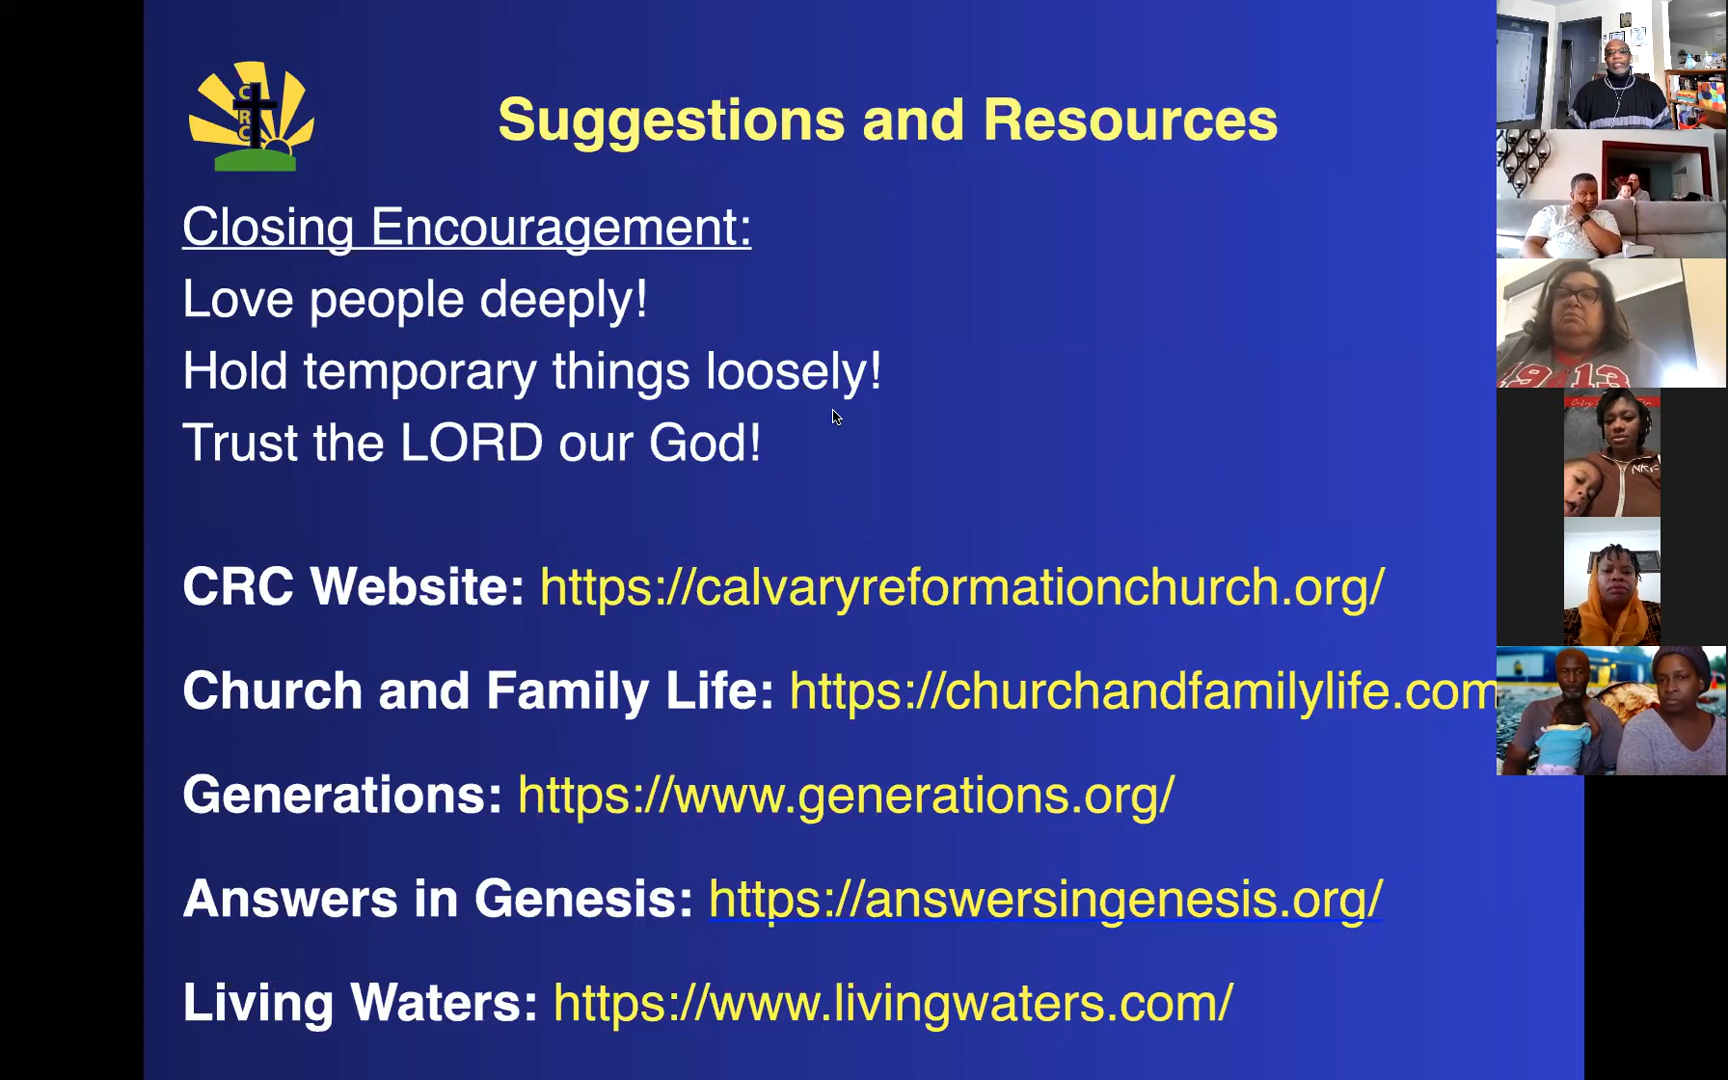 CRC
Suggestions and Resources
Closing Encouragement:
Love people deeply!
Hold temporary things loosely!
Trust the LORD our God!
CRC Website: https://calvaryreformationchurch.org/
Church and Family Life: https://churchandfamilylife.com
Generations: https://www.generations.org/
Answers in Genesis: https://answersingenesis.org/
Living Waters: https://www.livingwaters.com/
1913